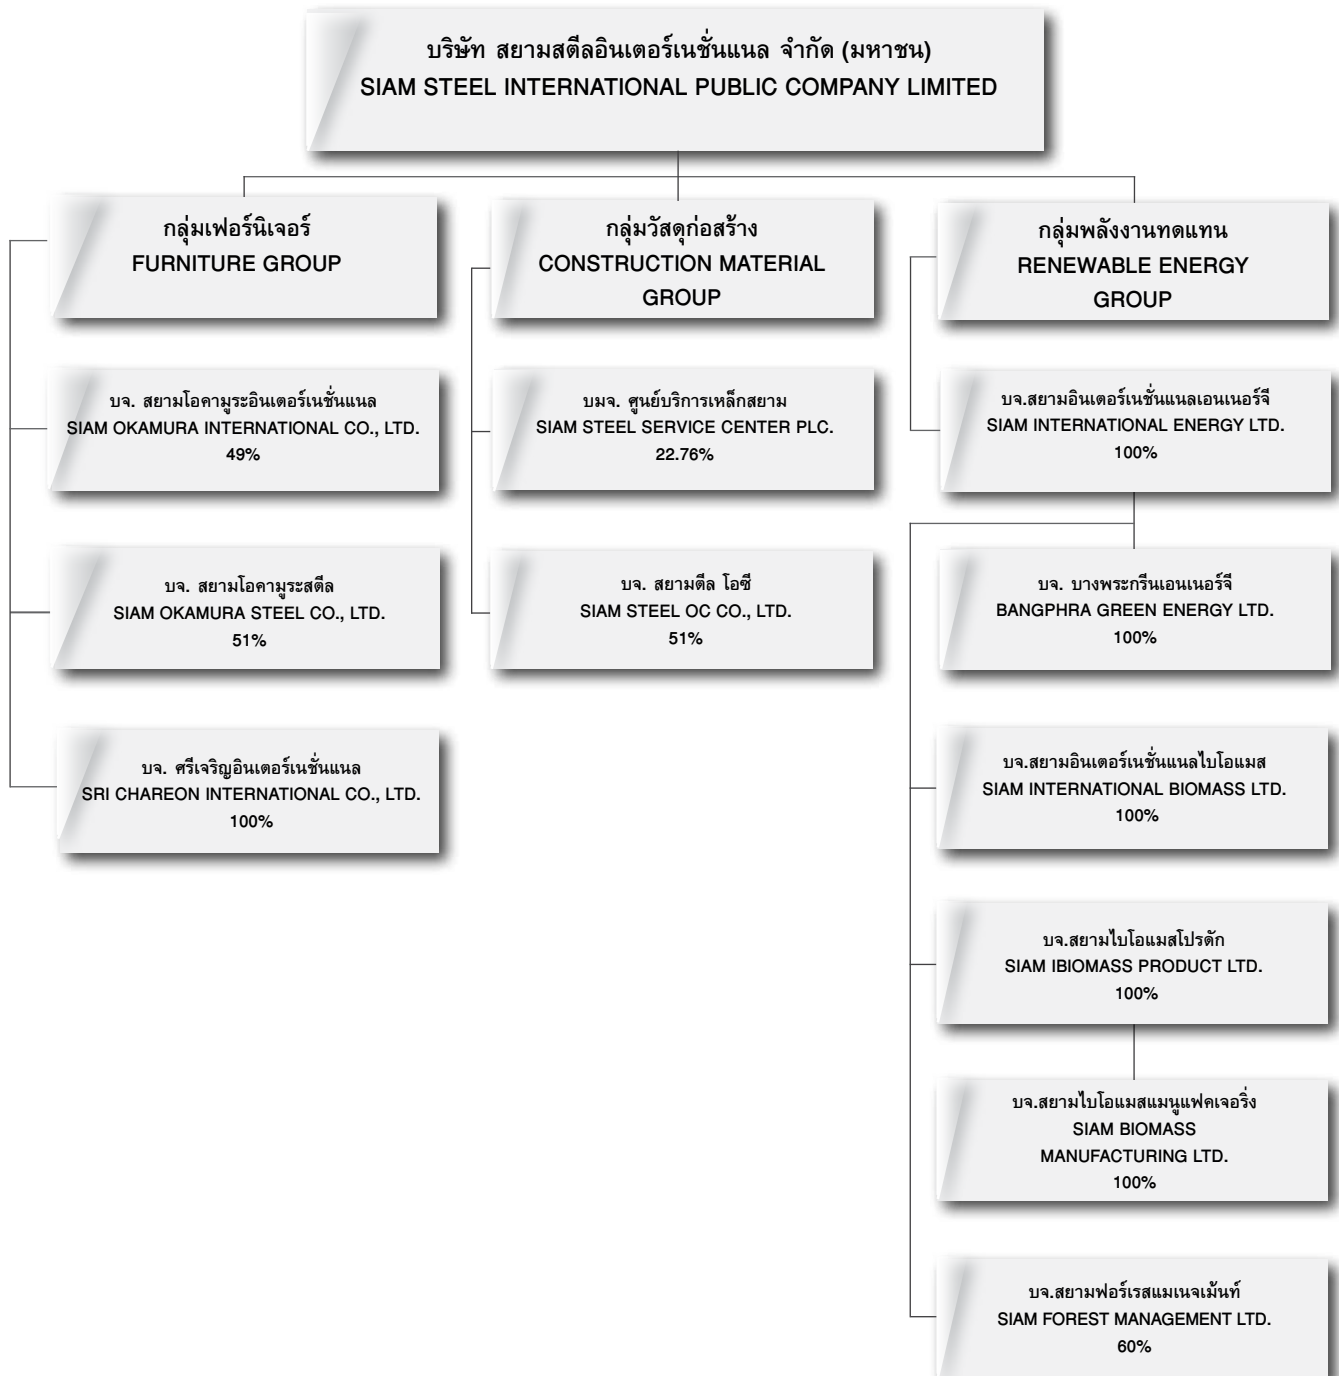 บริษัท สยามสตีลอินเตอร์เนชั่นแนล จำกัด (มหาชน)
SIAM STEEL INTERNATIONAL PUBLIC COMPANY LIMITED
กลุ่มเฟอร์นิเจอร์
FURNITURE GROUP
บจ. สยามโอคามูระอินเตอร์เนชั่นแนล
SIAM OKAMURA INTERNATIONAL CO., LTD.
49%
บจ. สยามโอคามูระสตีล
SIAM OKAMURA STEEL CO., LTD.
51%
บจ. ศรีเจริญอินเตอร์เนชั่นแนล
SRI CHAREON INTERNATIONAL CO., LTD.
100%
กลุ่มวัสดุก่อสร้าง
CONSTRUCTION MATERIAL
GROUP
บมจ. ศูนย์บริการเหล็กสยาม
SIAM STEEL SERVICE CENTER PLC.
22.76%
บจ. สยามตีล โอซี
SIAM STEEL OC CO., LTD.
51%
กลุ่มพลังงานทดแทน
RENEWABLE ENERGY
GROUP
บจ.สยามอินเตอร์เนชั่นแนลเอนเนอร์จี
SIAM INTERNATIONAL ENERGY LTD.
100%
บจ. บางพระกรีนเอนเนอร์จี
BANGPHRA GREEN ENERGY LTD.
100%
บจ.สยามอินเตอร์เนชั่นแนลไบโอแมส
SIAM INTERNATIONAL BIOMASS LTD.
100%
บจ.สยามไบโอแมสโปรดัก
SIAM IBIOMASS PRODUCT LTD.
100%
บจ.สยามไบโอแมสแมนูแฟคเจอริ่ง
SIAM BIOMASS
MANUFACTURING LTD.
100%
บจ.สยามฟอร์เรสแมเนจเม้นท์
SIAM FOREST MANAGEMENT LTD.
60%